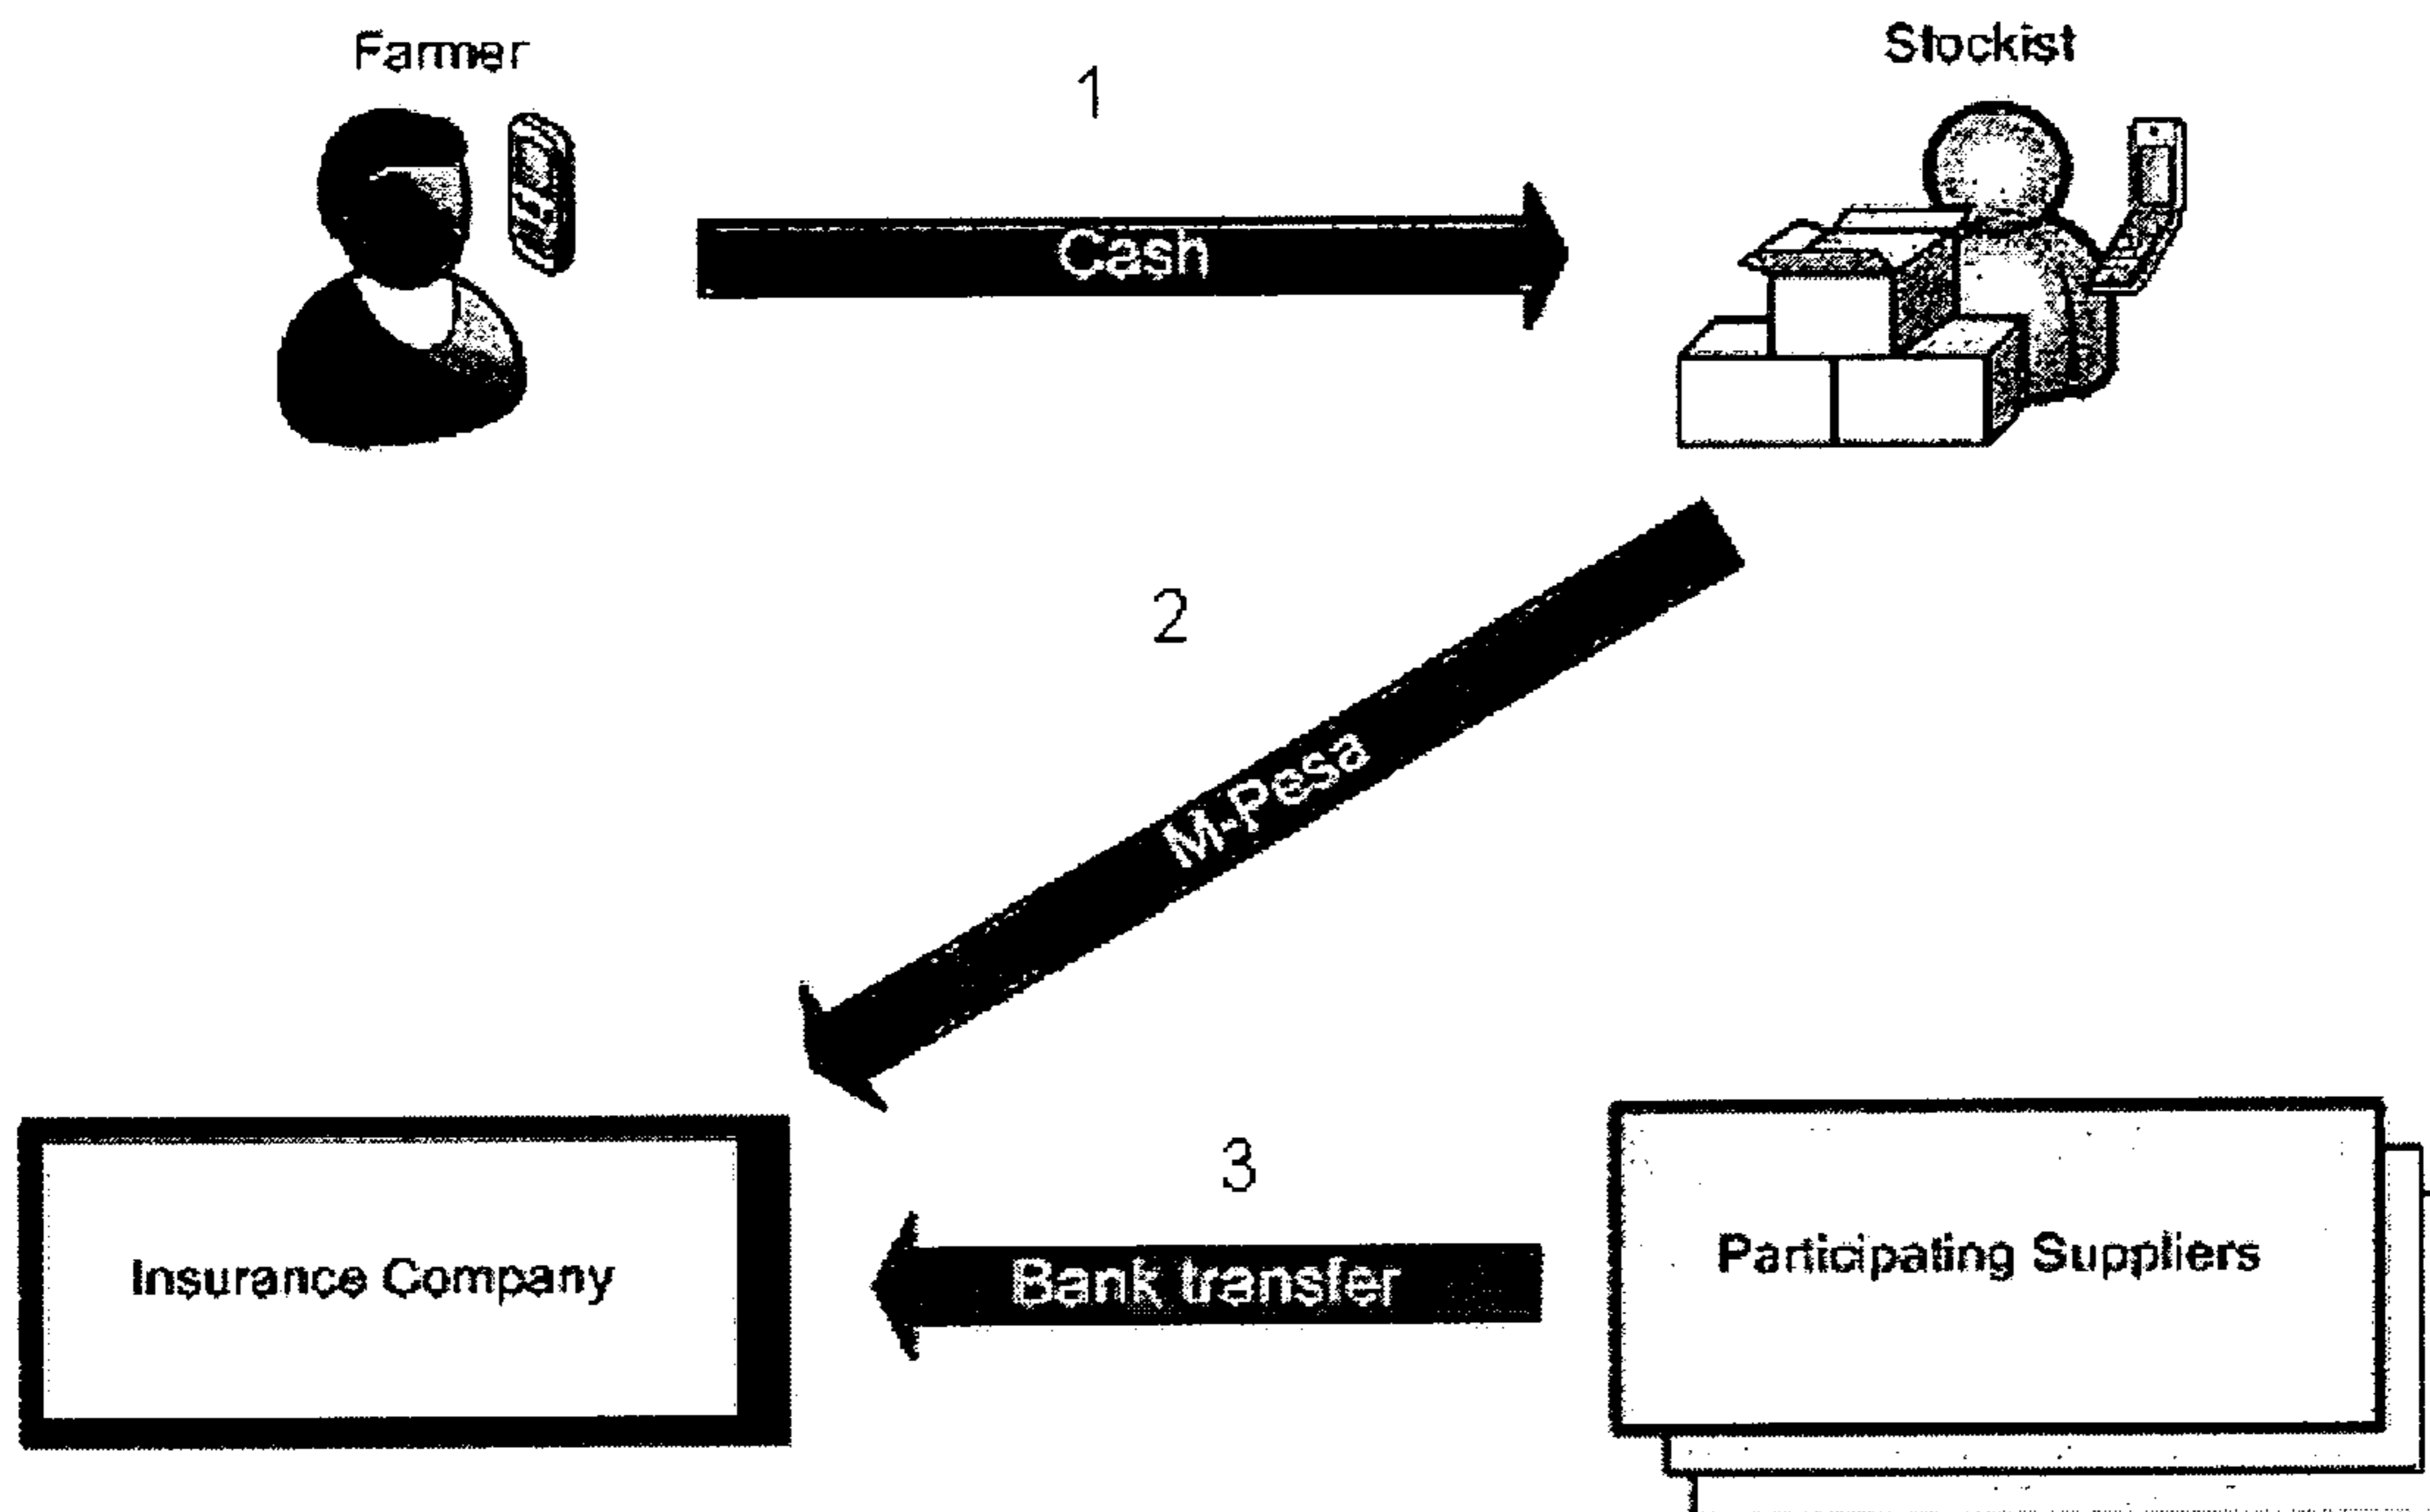 Farmer
Stockist
1
Cash
2
M-Pesa
3
Insurance Company
Bank transfer
Participating Suppliers